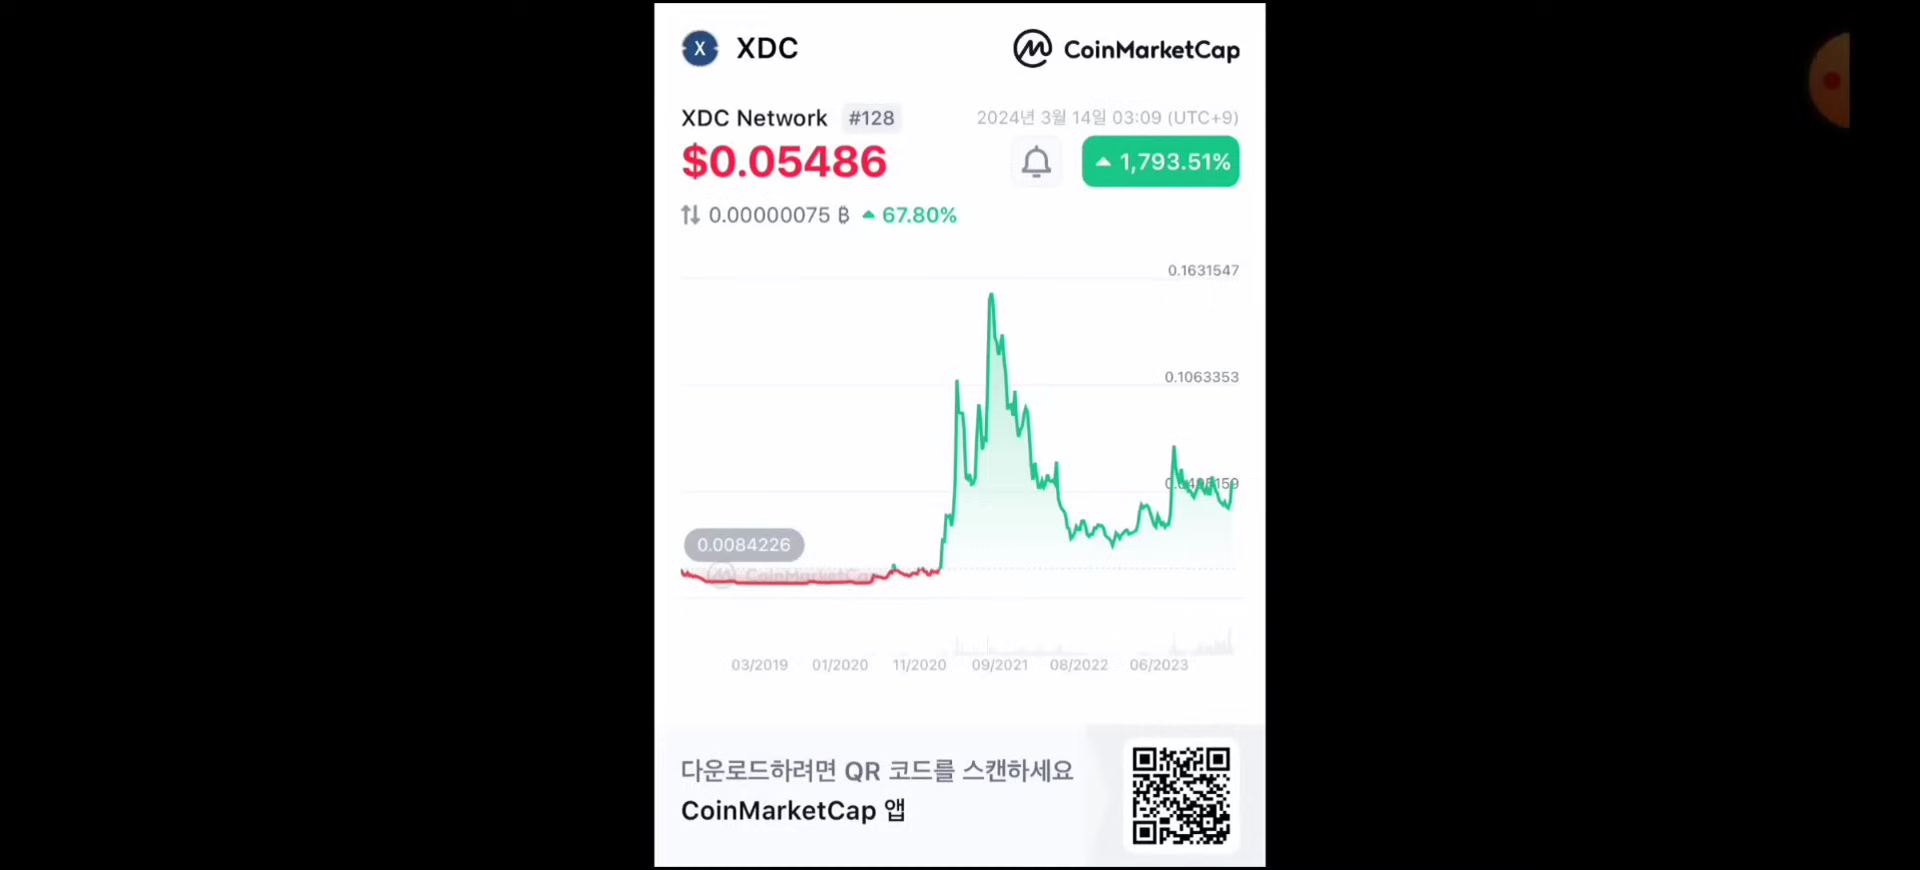 X XDC CoinMarketCap
XDC Network #128 2024년 3월 14일 03:09 (UTC+9)
$0.05486 1,793.51%
0.00000075 ₿ 67.80%
0.1631547
0.1063353
0.0495159
0.0084226
CoinMarketCap
03/2019 01/2020 11/2020 09/2021 08/2022 06/2023
다운로드하려면 QR 코드를 스캔하세요
CoinMarketCap 앱